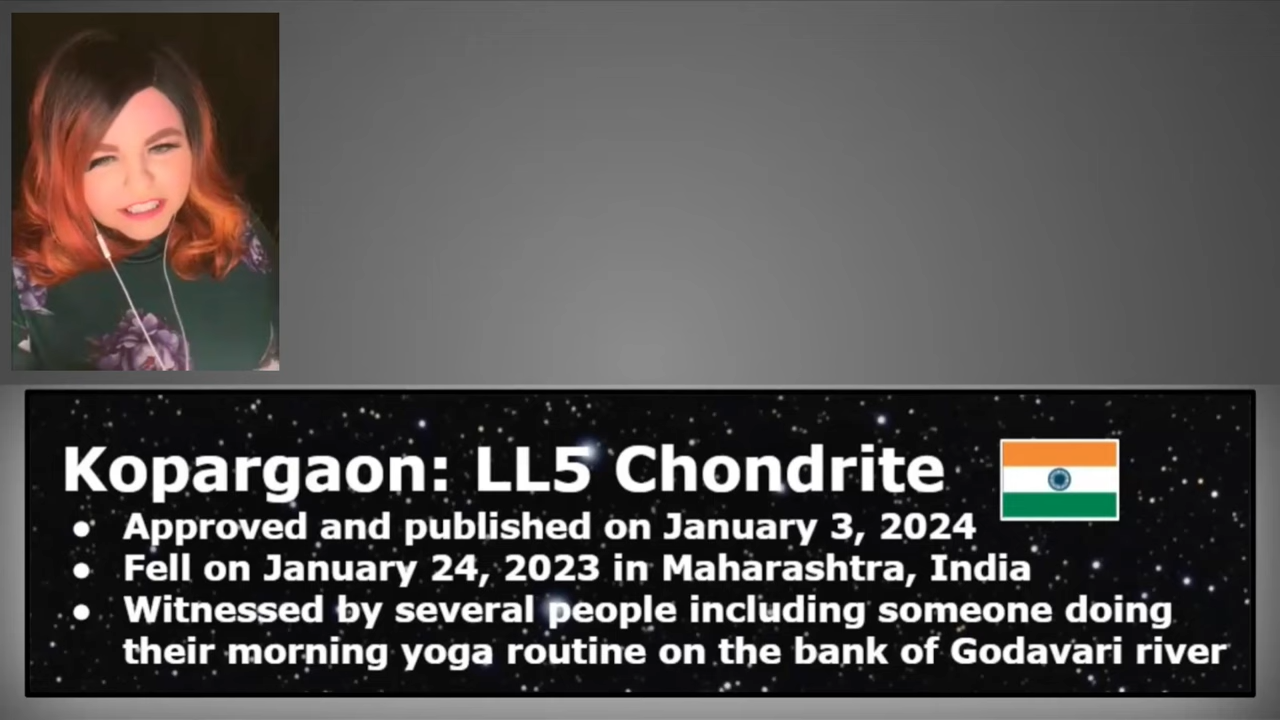 Kopargaon: LL5 Chondrite
● Approved and published on January 3, 2024
● Fell on January 24, 2023 in Maharashtra, India
● Witnessed by several people including someone doing
their morning yoga routine on the bank of Godavari river